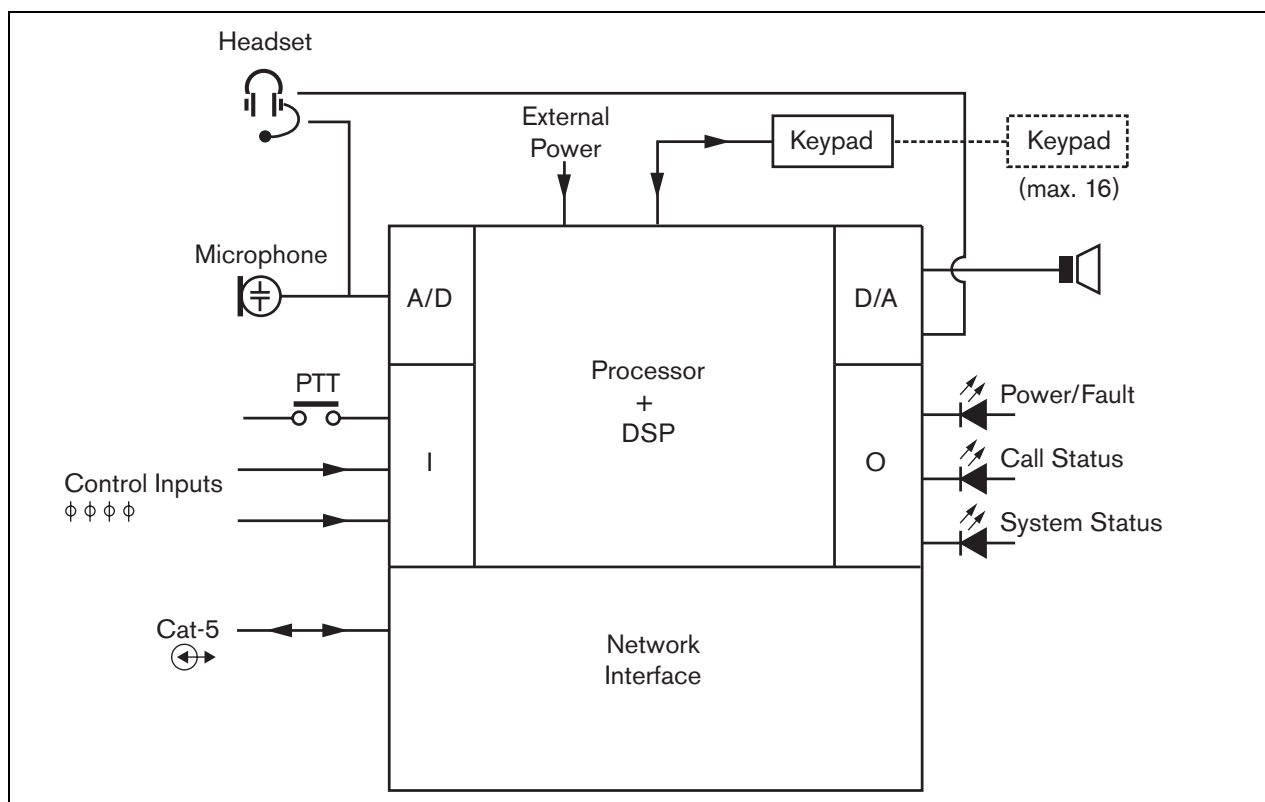 Headset
External
Power
Keypad
Keypad
(max. 16)
Microphone
A/D
D/A
PTT
Processor
+
DSP
Power/Fault
I
O
Call Status
Control Inputs
System Status
Cat-5
Network
Interface